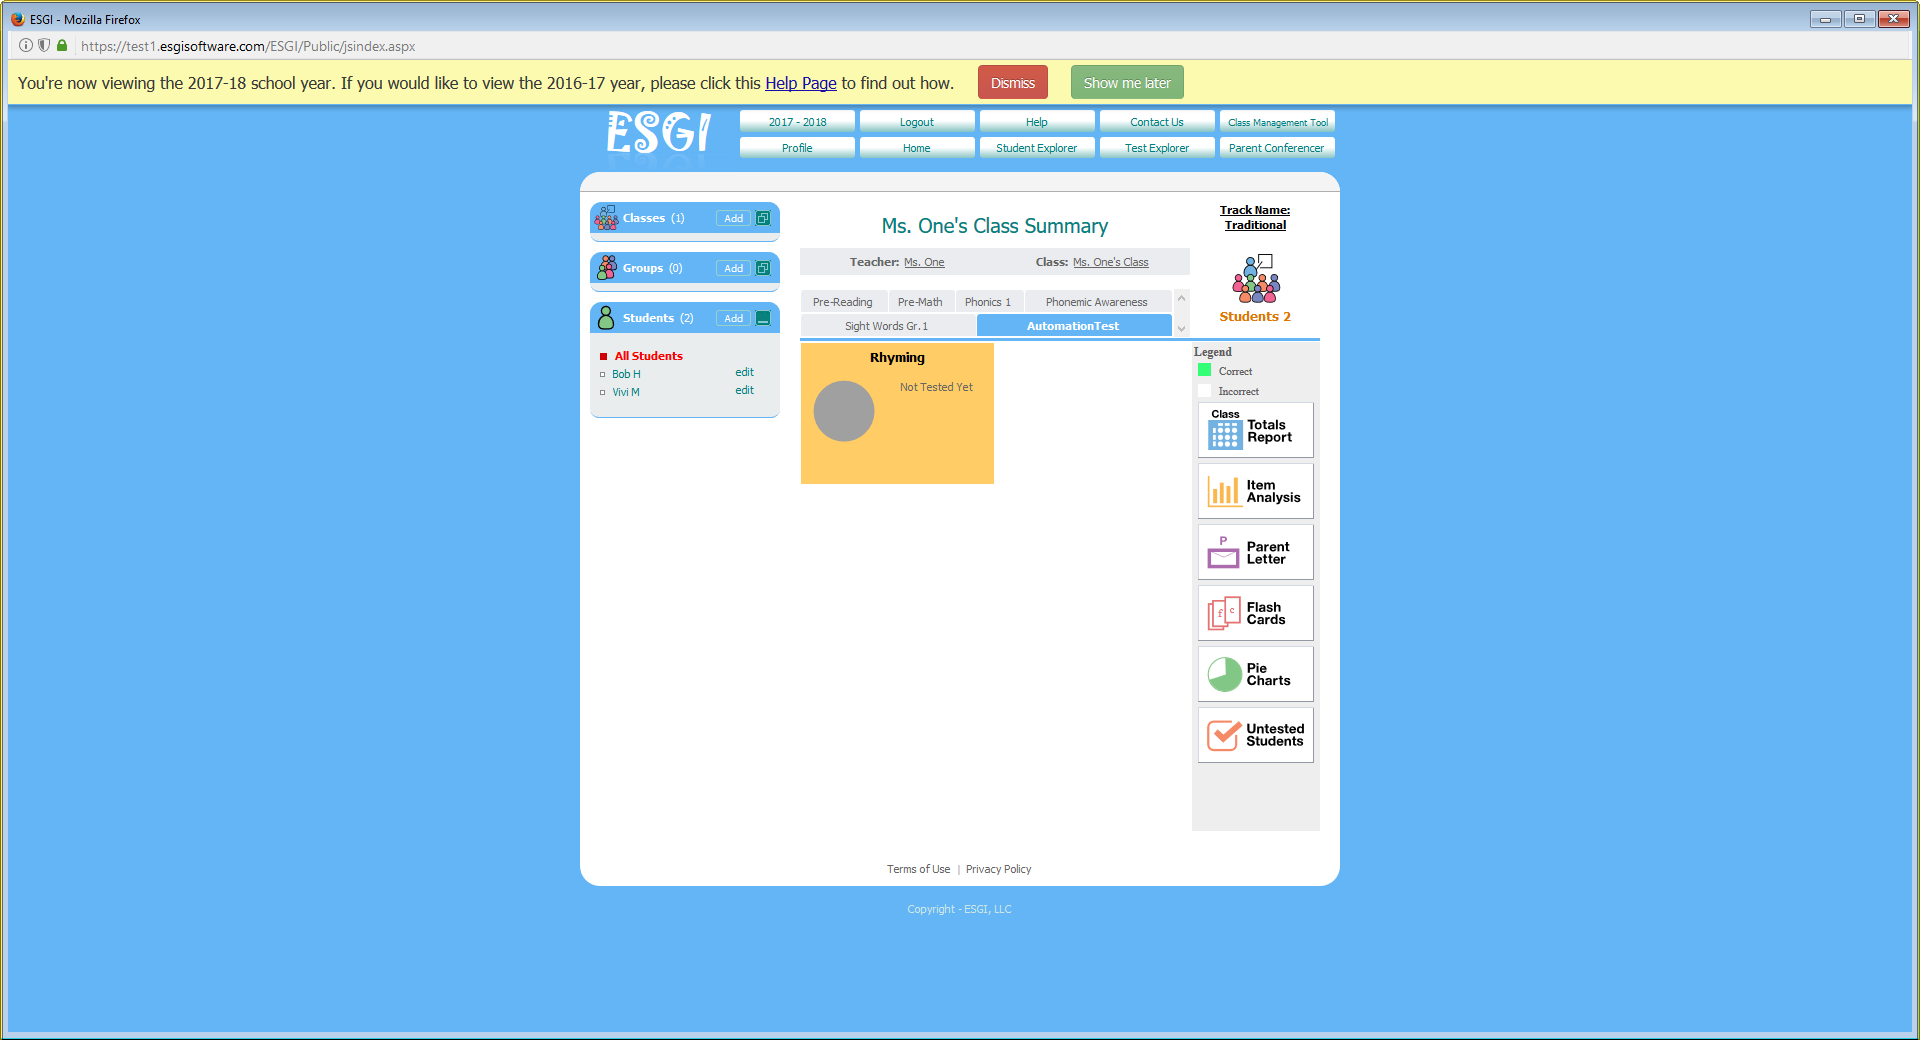 ESGI - Mozilla Firefox
https://test1.esgisoftware.com/ESGI/Public/jsindex.aspx
You're now viewing the 2017-18 school year. If you would like to view the 2016-17 year, please click this Help Page to find out how.
Dismiss
Show me later
ESGI
2017 - 2018
Logout
Help
Contact Us
Class Management Tool
Profile
Home
Student Explorer
Test Explorer
Parent Conferencer
Classes (1)
Add
Groups (0)
Add
Students (2)
Add
All Students
Bob H
edit
Vivi M
edit
Ms. One's Class Summary
Teacher: Ms. One
Class: Ms. One's Class
Pre-Reading
Pre-Math
Phonics 1
Phonemic Awareness
Sight Words Gr.1
AutomationTest
Rhyming
Not Tested Yet
Track Name:
Traditional
Students 2
Legend
Correct
Incorrect
Class
Totals
Report
Item
Analysis
P
Parent
Letter
f c
Flash
Cards
Pie
Charts
Untested
Students
Terms of Use | Privacy Policy
Copyright - ESGI, LLC